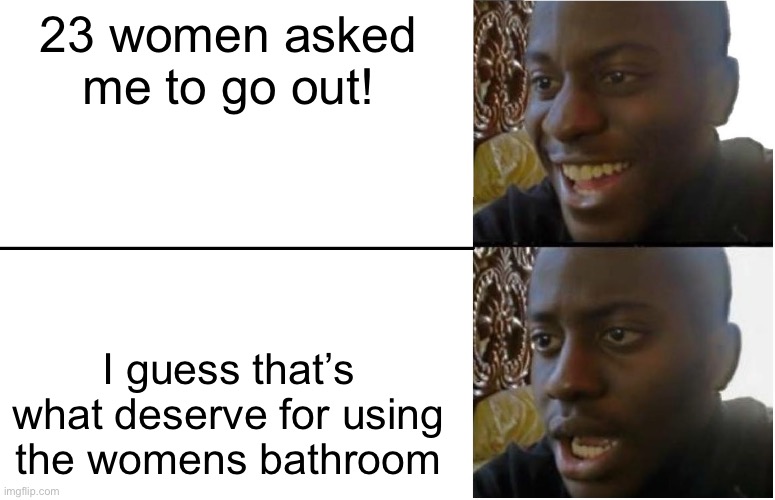 23 women asked
me to go out!
I guess that’s
what deserve for using
the womens bathroom
imgflip.com